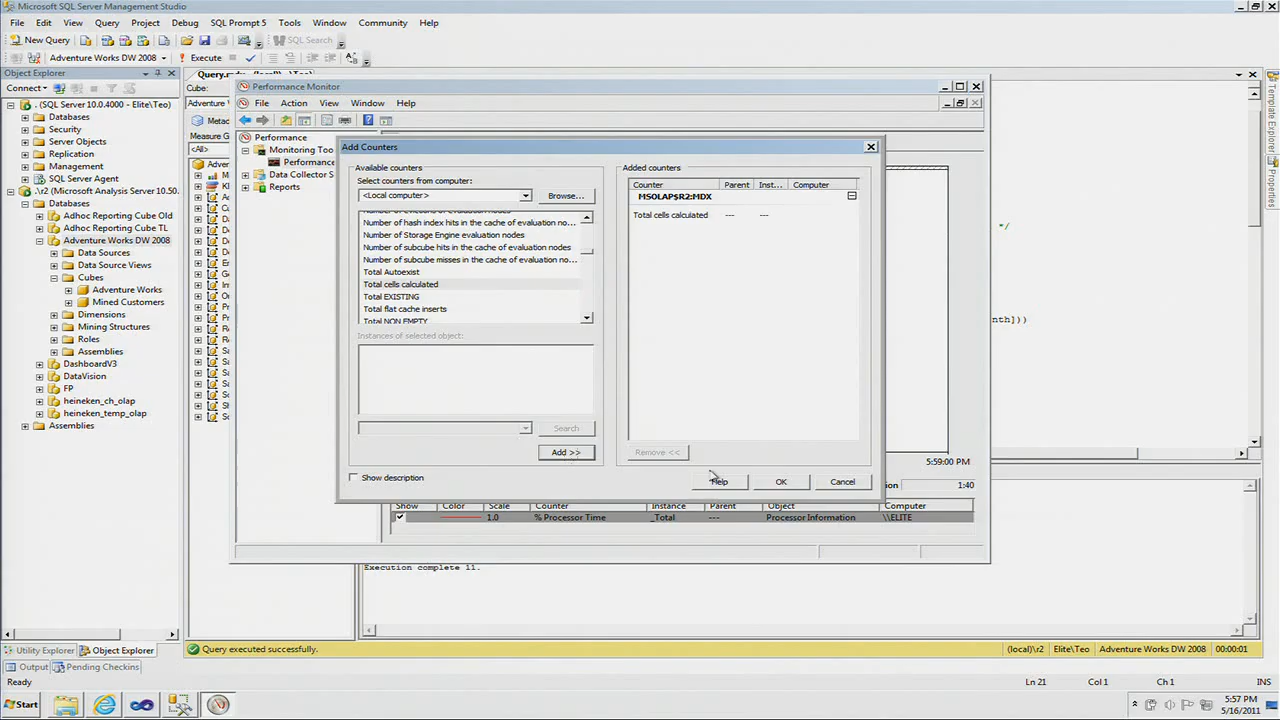 Microsoft SQL Server Management Studio
File Edit View Query Project Debug SQL Prompt 5 Tools Window Community Help
New Query
SQL Search
Adventure Works DW 2008
Execute
Object Explorer
Connect
. (SQL Server 10.0.4000 - Elite\Teo)
Databases
Security
Server Objects
Replication
Management
SQL Server Agent
.\r2 (Microsoft Analysis Server 10.50.
Databases
Adhoc Reporting Cube Old
Adhoc Reporting Cube TL
Adventure Works DW 2008
Data Sources
Data Source Views
Cubes
Adventure Works
Mined Customers
Dimensions
Mining Structures
Roles
Assemblies
DashboardV3
DataVision
FP
heineken_ch_olap
heineken_temp_olap
Assemblies
Cube:
Adventure
Metac
Measure G
<All>
Adver
Performance Monitor
File Action View Window Help
Performance
Monitoring Too
Performance
Data Collector S
Reports
Add Counters
Available counters
Select counters from computer:
<Local computer>
Browse...
Number of hash index hits in the cache of evaluation no...
Number of Storage Engine evaluation nodes
Number of subcube hits in the cache of evaluation nodes
Number of subcube misses in the cache of evaluation no...
Total Autoexist
Total cells calculated
Total EXISTING
Total flat cache inserts
Total NON EMPTY
Instances of selected object:
Search
Add >>
Show description
Added counters
Counter Parent Inst... Computer
MSOLAP$R2:MDX
Total cells calculated --- ---
Remove <<
Help OK Cancel
*/
nth]))
5:59:00 PM
ion 1:40
Show Color Scale Counter Instance Parent Object Computer
1.0 % Processor Time _Total --- Processor Information \\ELITE
Execution complete 11.
Query executed successfully.
(local)\r2 Elite\Teo Adventure Works DW 2008 00:00:01
Utility Explorer Object Explorer
Output Pending Checkins
Ready
Ln 21 Col 1 Ch 1 INS
Start
5:57 PM
5/16/2011
Template Explorer
Properties